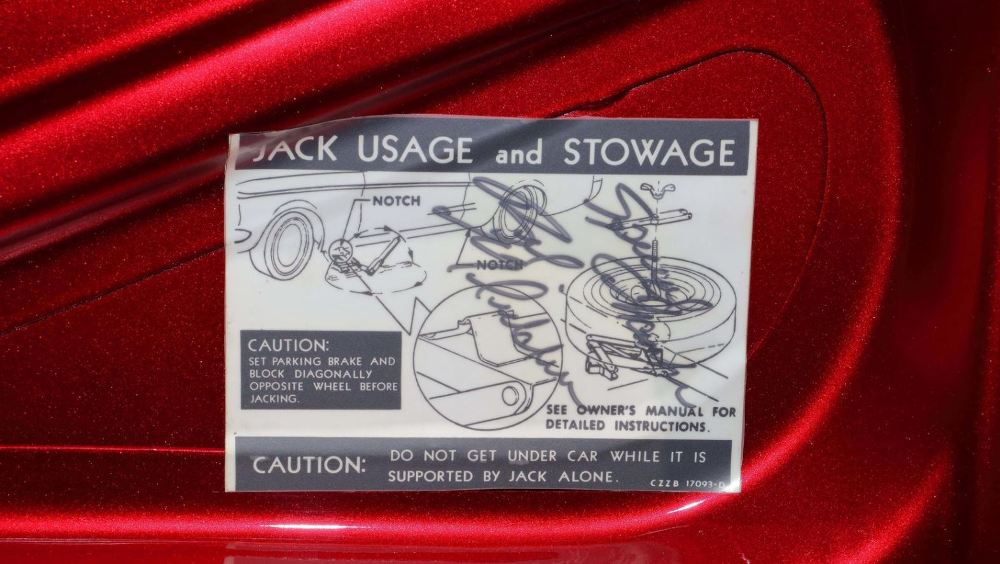 JACK USAGE and STOWAGE
NOTCH
NOTCH
CAUTION:
SET PARKING BRAKE AND
BLOCK DIAGONALLY
OPPOSITE WHEEL BEFORE
JACKING.
SEE OWNER'S MANUAL FOR
DETAILED INSTRUCTIONS.
CAUTION: DO NOT GET UNDER CAR WHILE IT IS
SUPPORTED BY JACK ALONE.
CZZB 17093-D